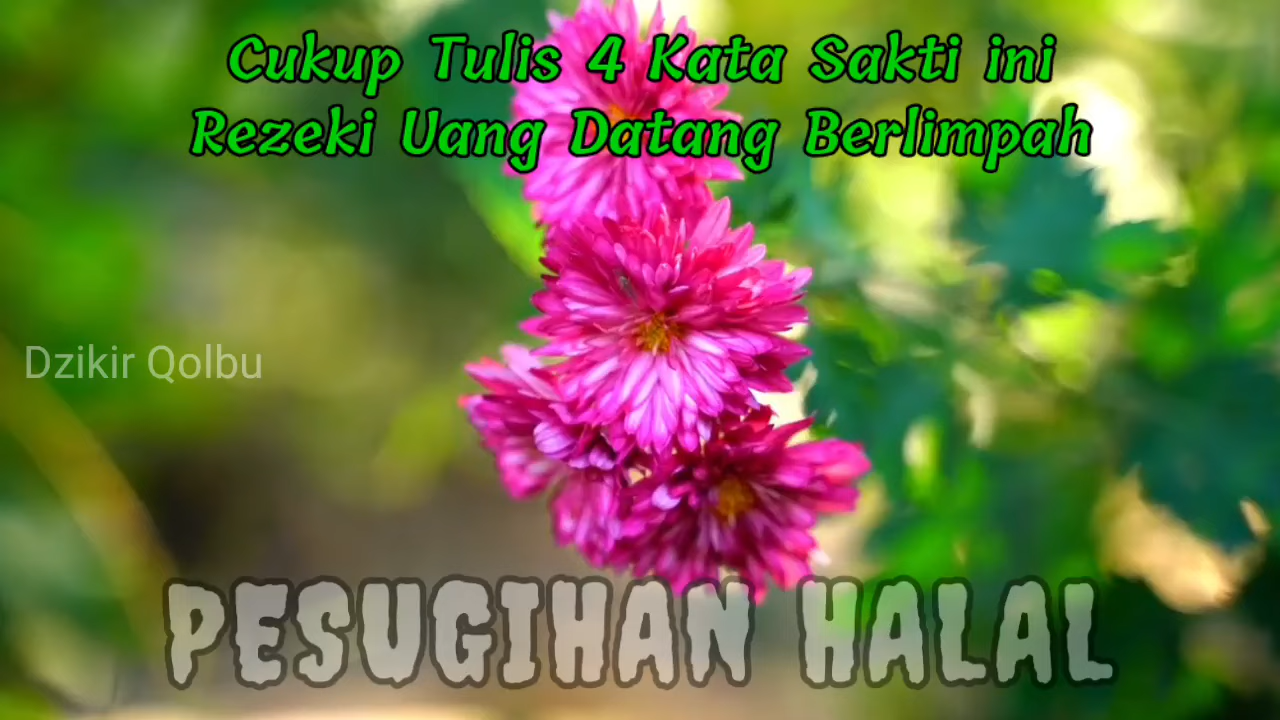 Cukup Tulis 4 Kata Sakti ini
Rezeki Uang Datang Berlimpah
Dzikir Qolbu
PESUGIHAN HALAL